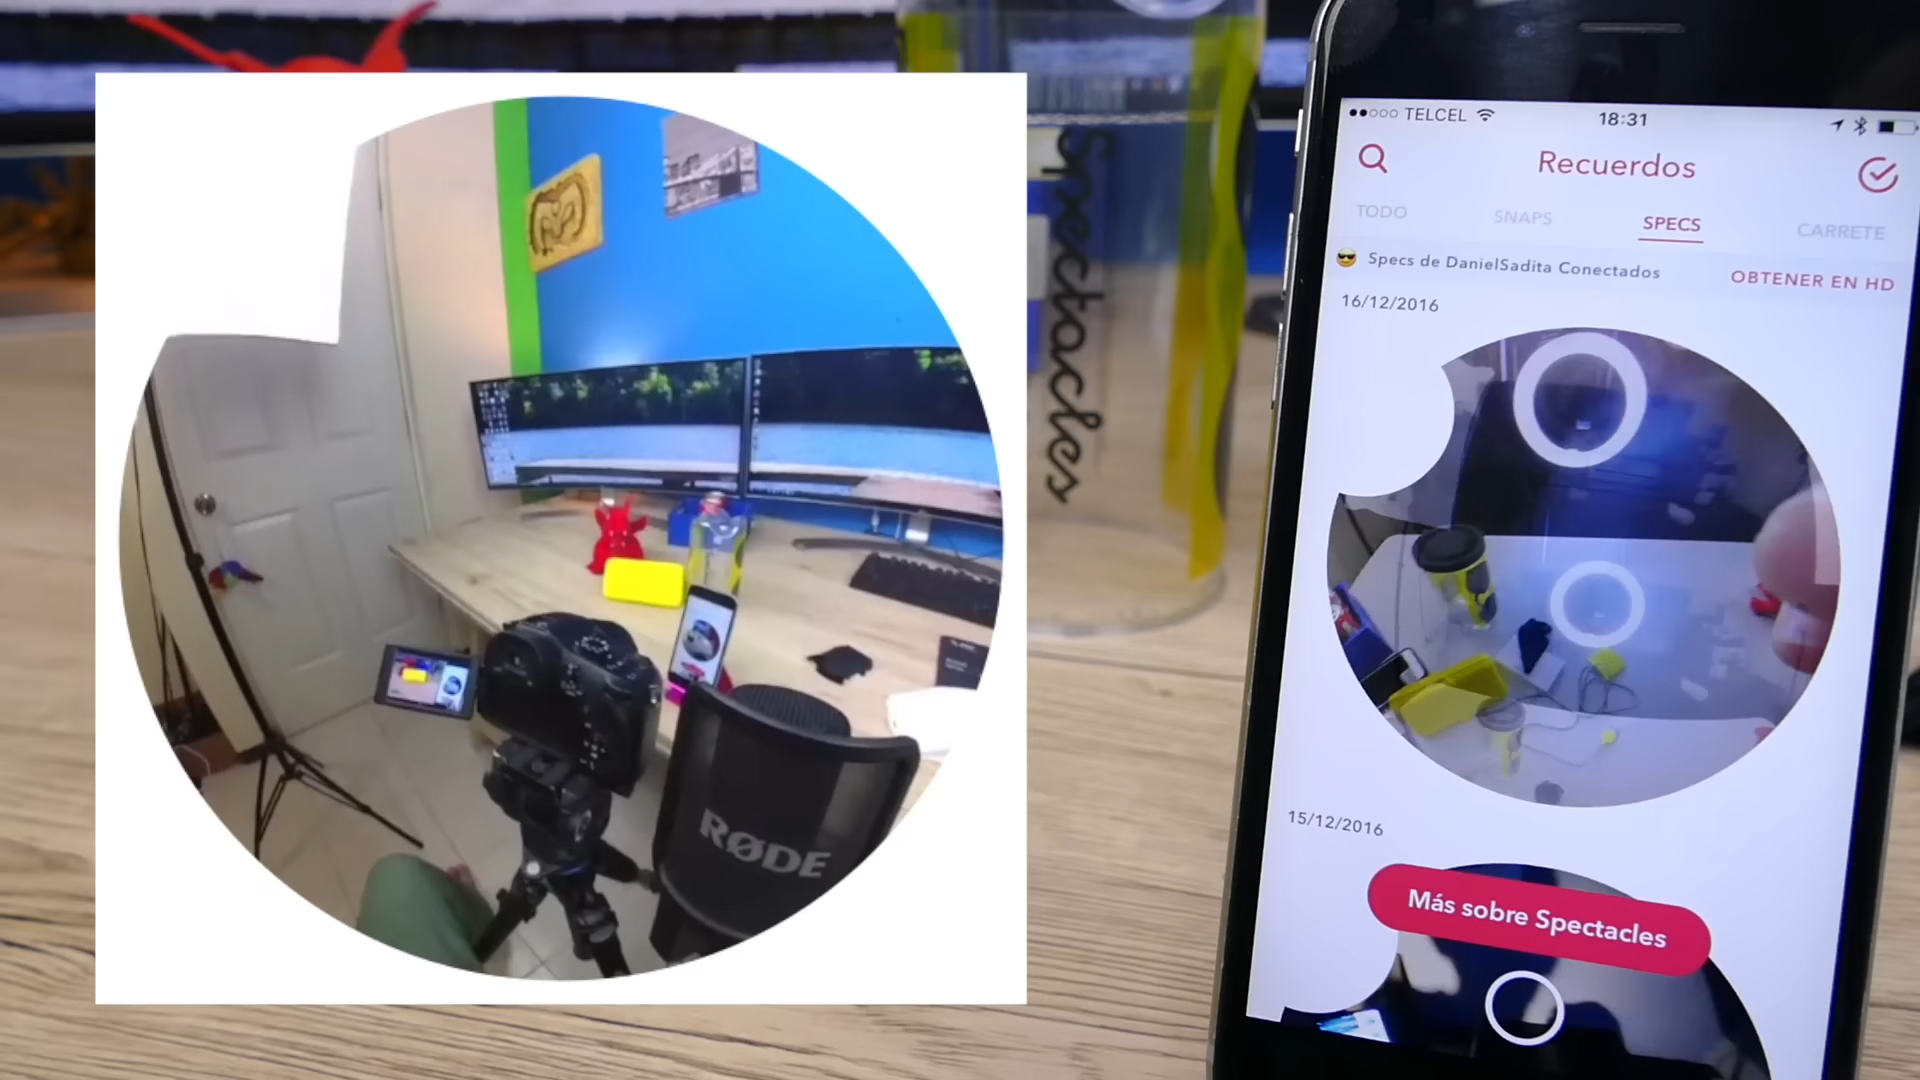 TELCEL
18:31
Recuerdos
TODO SNAPS SPECS CARRETE
😎 Specs de DanielSadita Conectados OBTENER EN HD
16/12/2016
15/12/2016
Más sobre Spectacles
Spectacles
RØDE